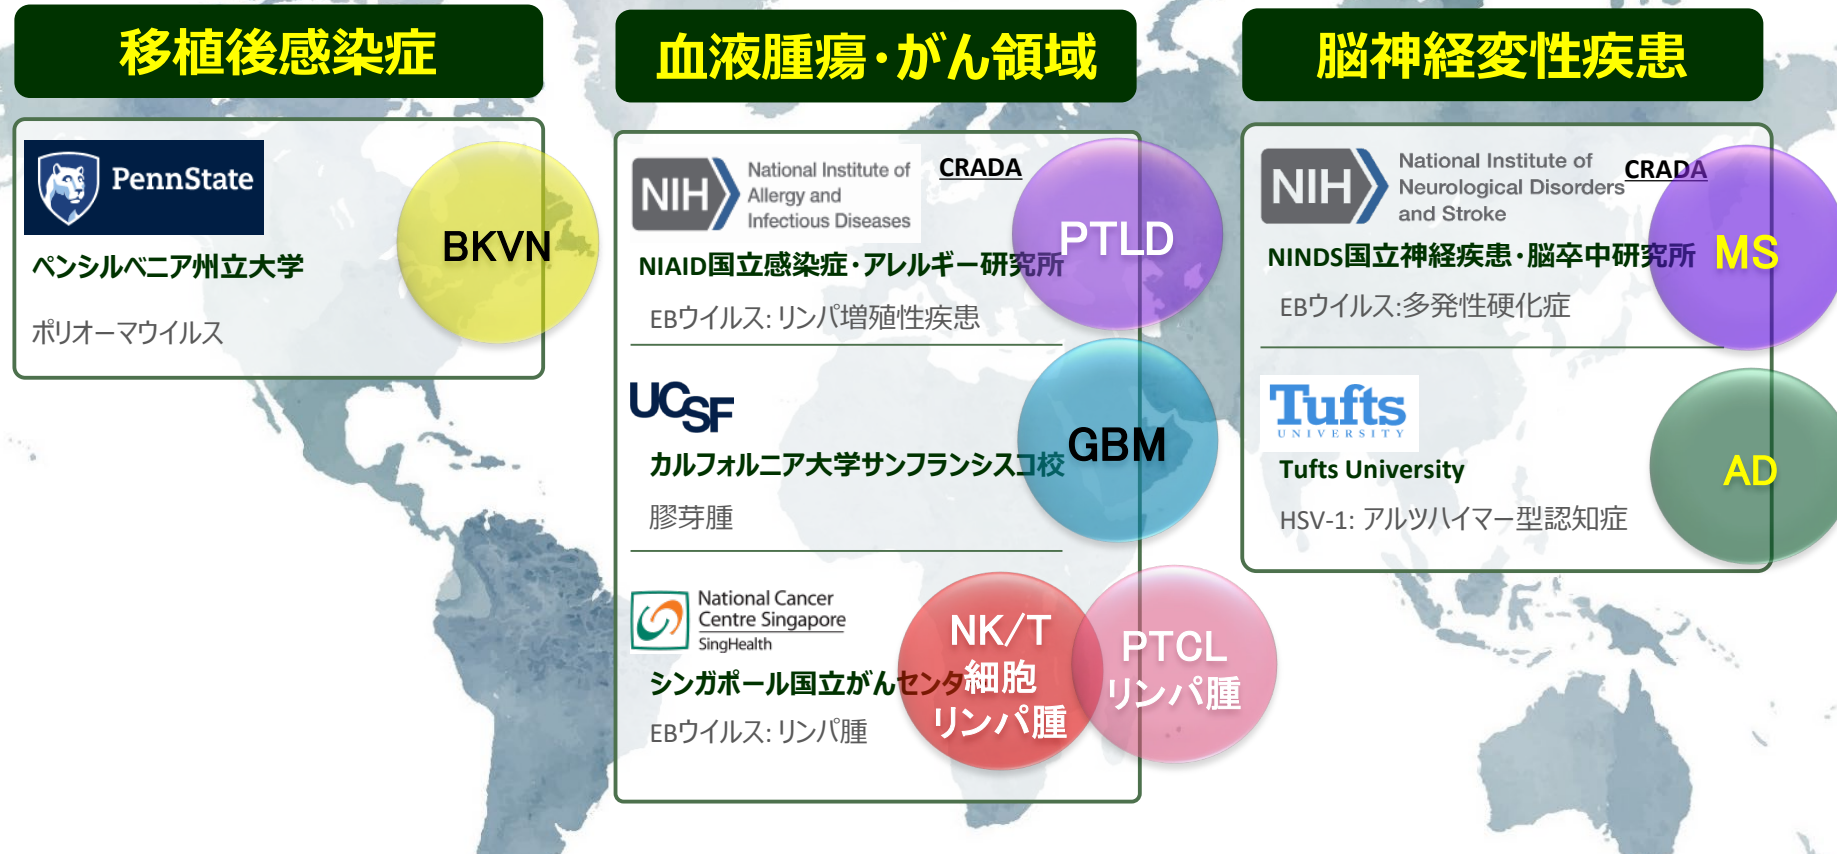 移植後感染症
PennState
ペンシルベニア州立大学
ポリオーマウイルス
BKVN
血液腫瘍・がん領域
NIH
National Institute of
Allergy and
Infectious Diseases
CRADA
NIAID国立感染症・アレルギー研究所
EBウイルス: リンパ増殖性疾患
PTLD
UCSF
カルフォルニア大学サンフランシスコ校
膠芽腫
GBM
National Cancer
Centre Singapore
SingHealth
シンガポール国立がんセンタ
EBウイルス: リンパ腫
NK/T
細胞
リンパ腫
PTCL
リンパ腫
脳神経変性疾患
NIH
National Institute of
Neurological Disorders
and Stroke
CRADA
NINDS国立神経疾患・脳卒中研究所
EBウイルス:多発性硬化症
MS
Tufts
UNIVERSITY
Tufts University
HSV-1: アルツハイマー型認知症
AD